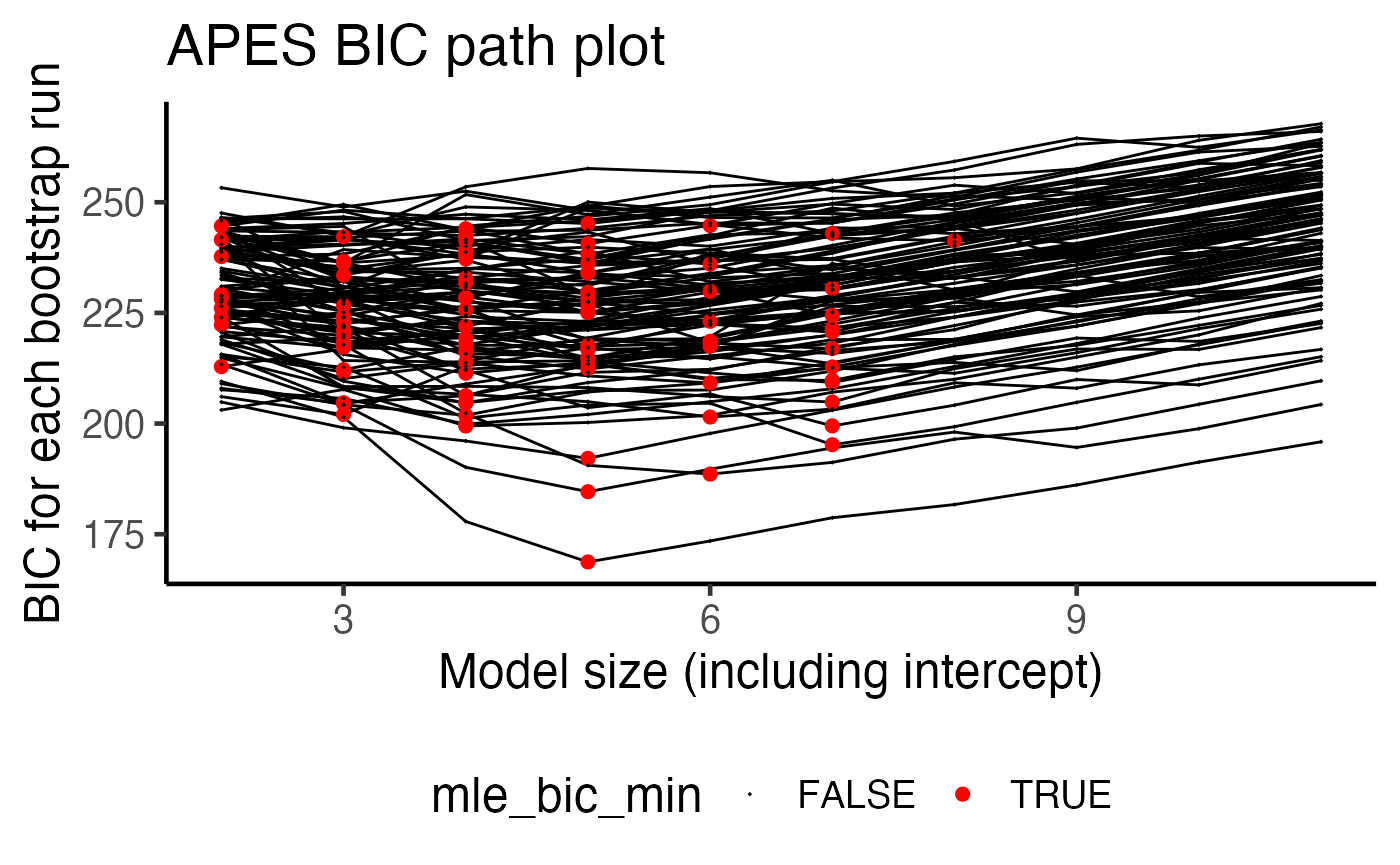 APES BIC path plot
BIC for each bootstrap run
250
225
200
175
3 6 9
Model size (including intercept)
mle_bic_min FALSE TRUE